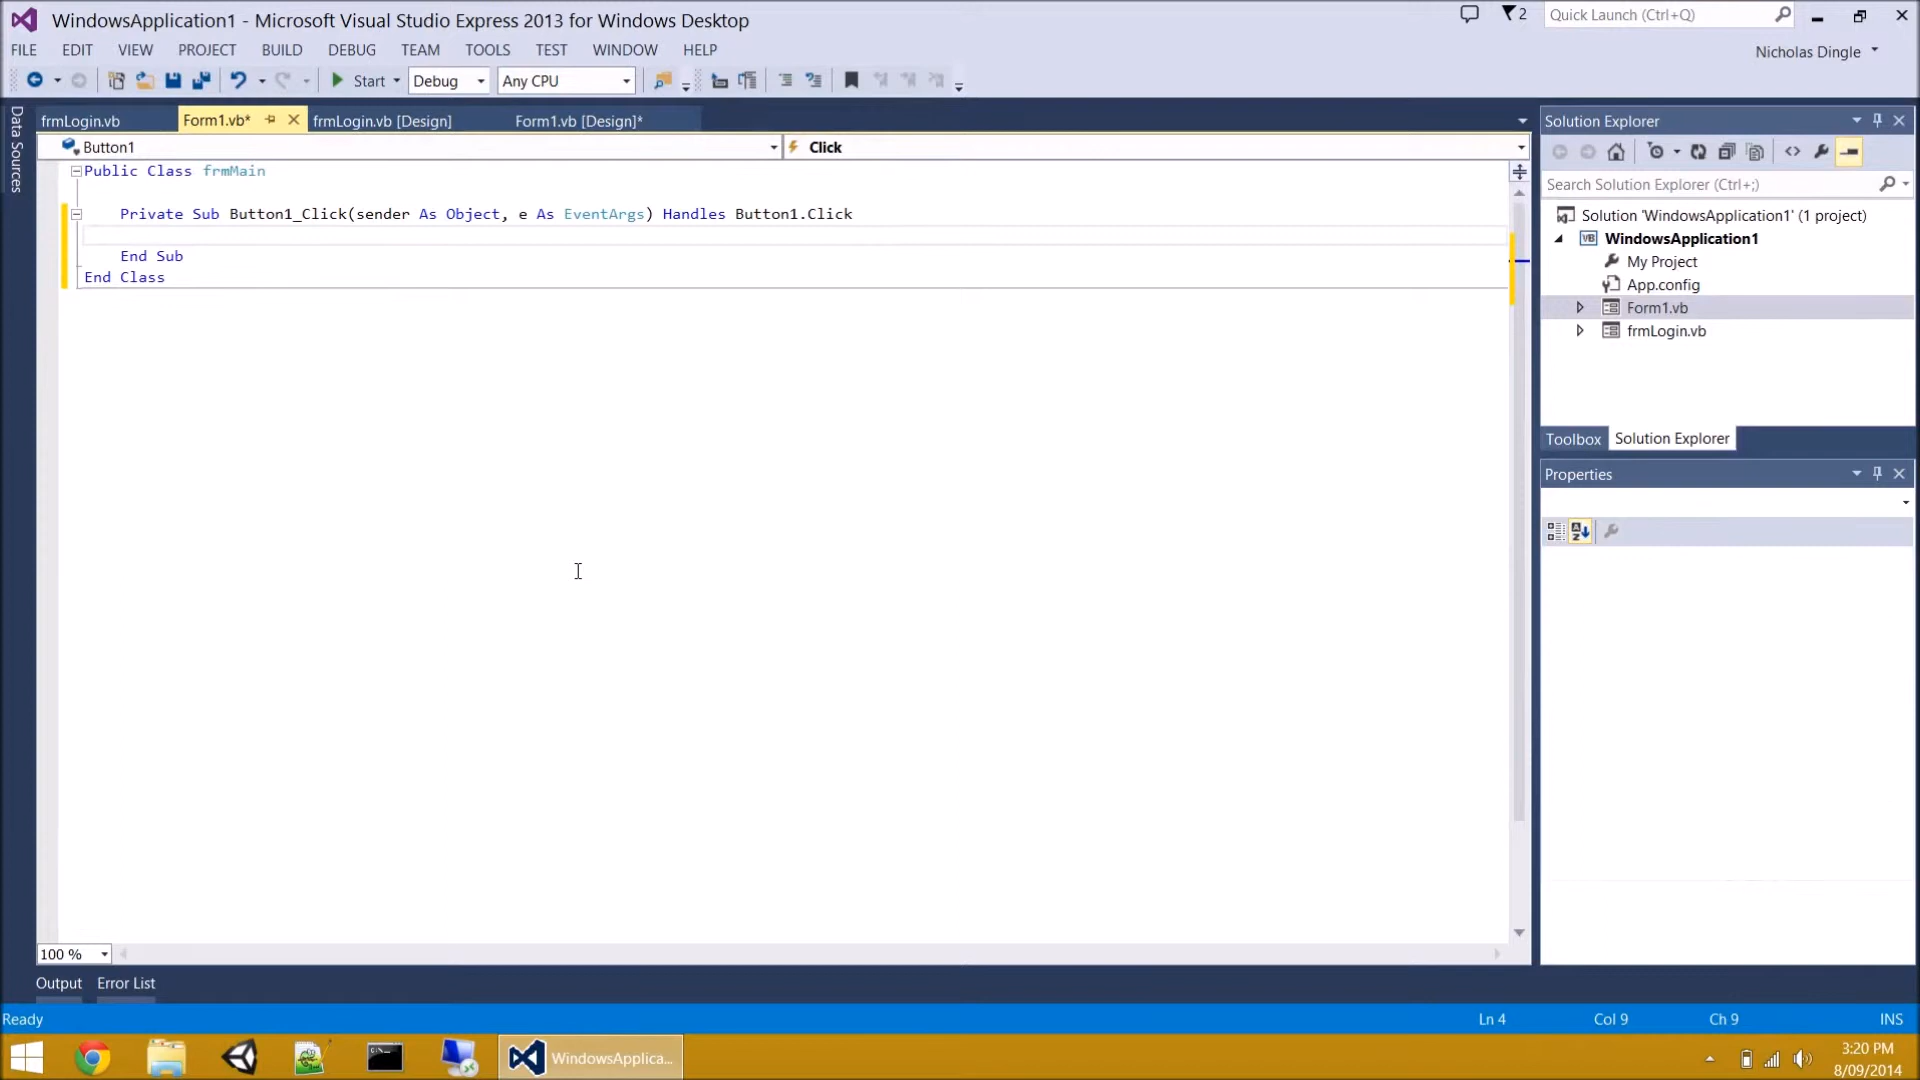 WindowsApplication1 - Microsoft Visual Studio Express 2013 for Windows Desktop
2
Quick Launch (Ctrl+Q)
FILE EDIT VIEW PROJECT BUILD DEBUG TEAM TOOLS TEST WINDOW HELP
Nicholas Dingle
Start Debug Any CPU
Data Sources
frmLogin.vb Form1.vb* frmLogin.vb [Design] Form1.vb [Design]*
Button1 Click
Public Class frmMain
Private Sub Button1_Click(sender As Object, e As EventArgs) Handles Button1.Click
End Sub
End Class
100 %
Solution Explorer
Search Solution Explorer (Ctrl+;)
Solution 'WindowsApplication1' (1 project)
VB WindowsApplication1
My Project
App.config
Form1.vb
frmLogin.vb
Toolbox Solution Explorer
Properties
Output Error List
Ready Ln 4 Col 9 Ch 9 INS
WindowsApplica...
3:20 PM
8/09/2014